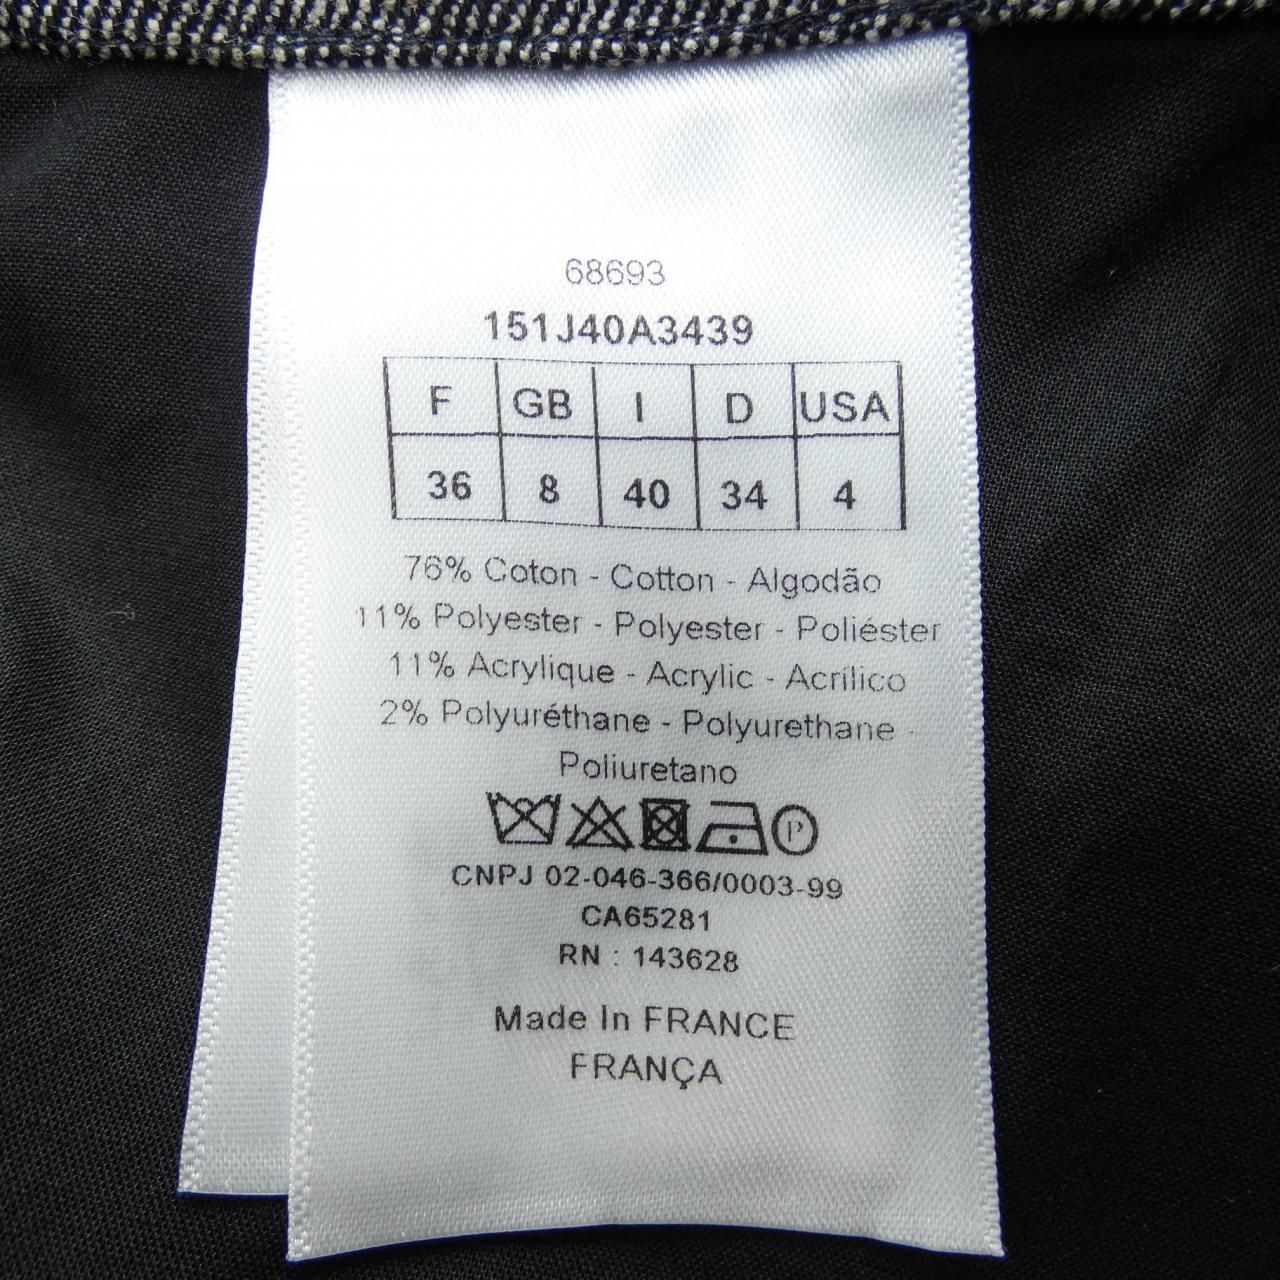 68693
151J40A3439
F GB I D USA
36 8 40 34 4
76% Coton - Cotton - Algodão
11% Polyester - Polyester - Poliéster
11% Acrylique - Acrylic - Acrílico
2% Polyuréthane - Polyurethane -
Poliuretano
P
CNPJ 02-046-366/0003-99
CA65281
RN : 143628
Made In FRANCE
FRANÇA